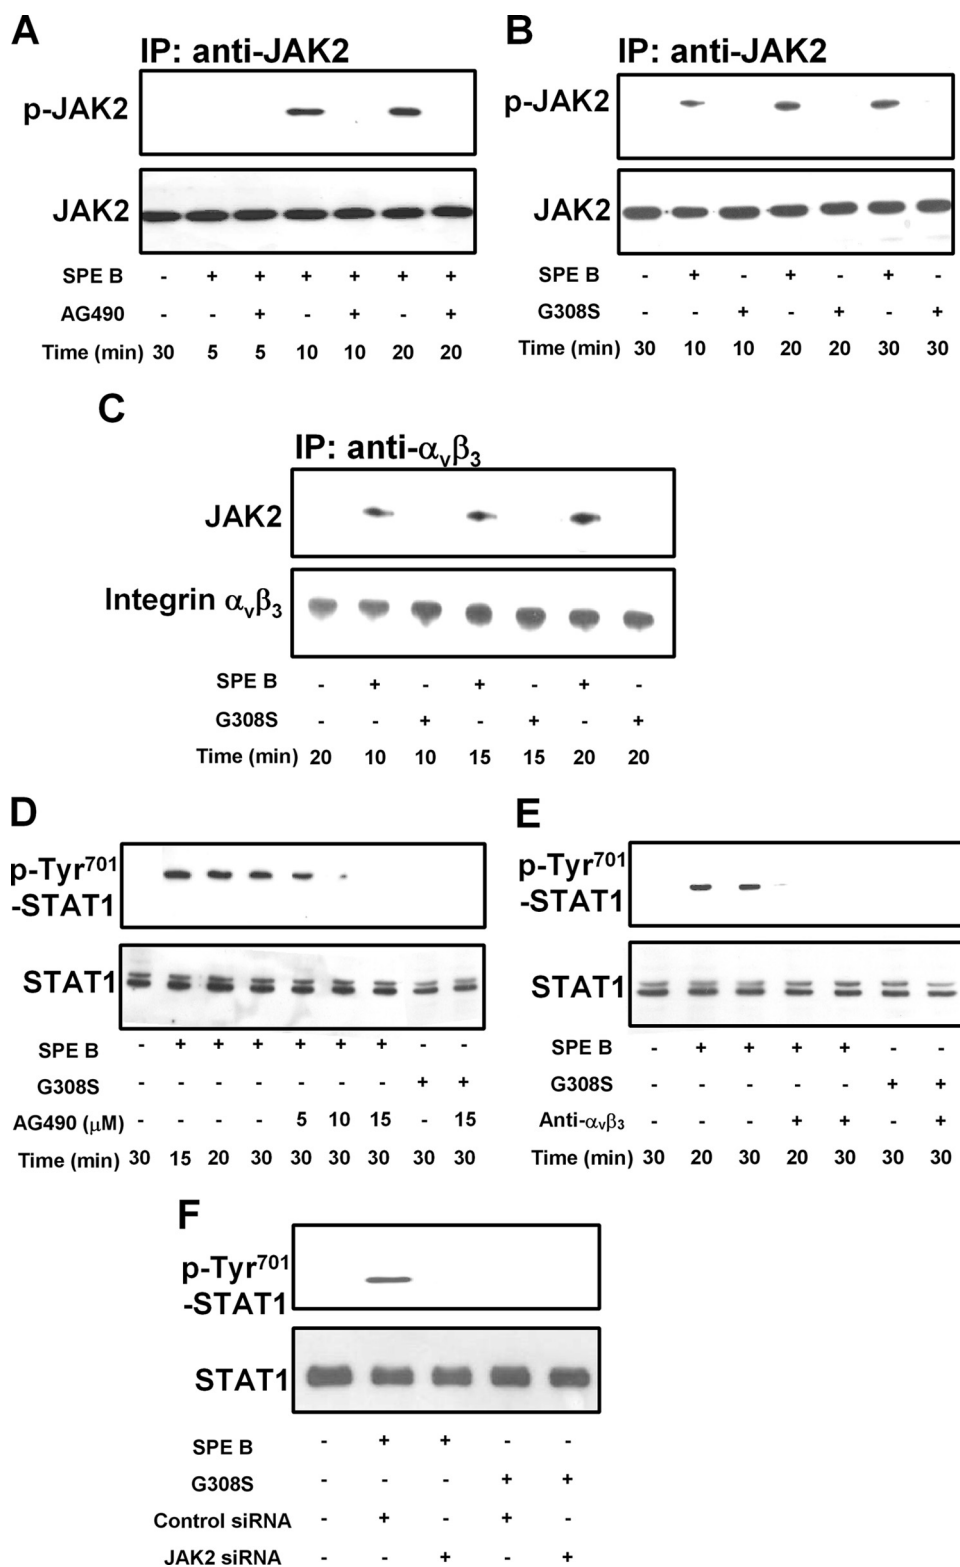 A
IP: anti-JAK2
p-JAK2
JAK2
SPE B - + + + + + +
AG490 - - + - + - +
Time (min) 30 5 5 10 10 20 20
B
IP: anti-JAK2
p-JAK2
JAK2
SPE B - + - + - + -
G308S - - + - + - +
Time (min) 30 10 10 20 20 30 30
C
IP: anti-αvβ3
JAK2
Integrin αvβ3
SPE B - + - + - + -
G308S - - + - + - +
Time (min) 20 10 10 15 15 20 20
D
p-Tyr701
-STAT1
STAT1
SPE B - + + + + + + - -
G308S - - - - - - - + +
AG490 (μM) - - - - 5 10 15 - 15
Time (min) 30 15 20 30 30 30 30 30 30
E
p-Tyr701
-STAT1
STAT1
SPE B - + + + + - -
G308S - - - - - + +
Anti-αvβ3 - - - + + - +
Time (min) 30 20 30 20 30 30 30
F
p-Tyr701
-STAT1
STAT1
SPE B - + + - -
G308S - - - + +
Control siRNA - + - + -
JAK2 siRNA - - + - +